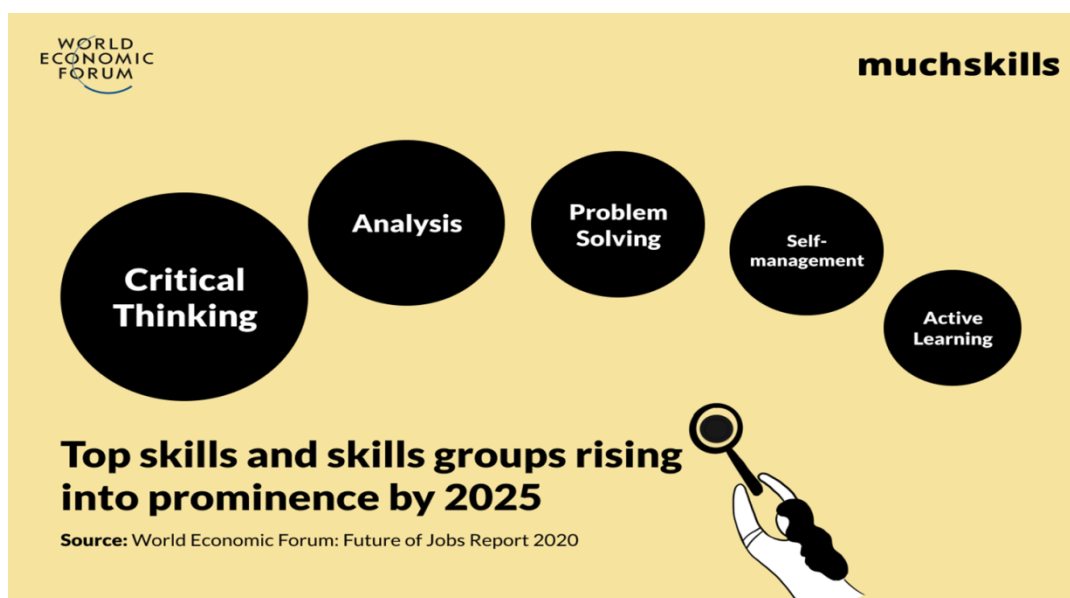 WORLD
ECONOMIC
FORUM
muchskills
Critical
Thinking
Analysis
Problem
Solving
Self-
management
Active
Learning
Top skills and skills groups rising
into prominence by 2025
Source: World Economic Forum: Future of Jobs Report 2020